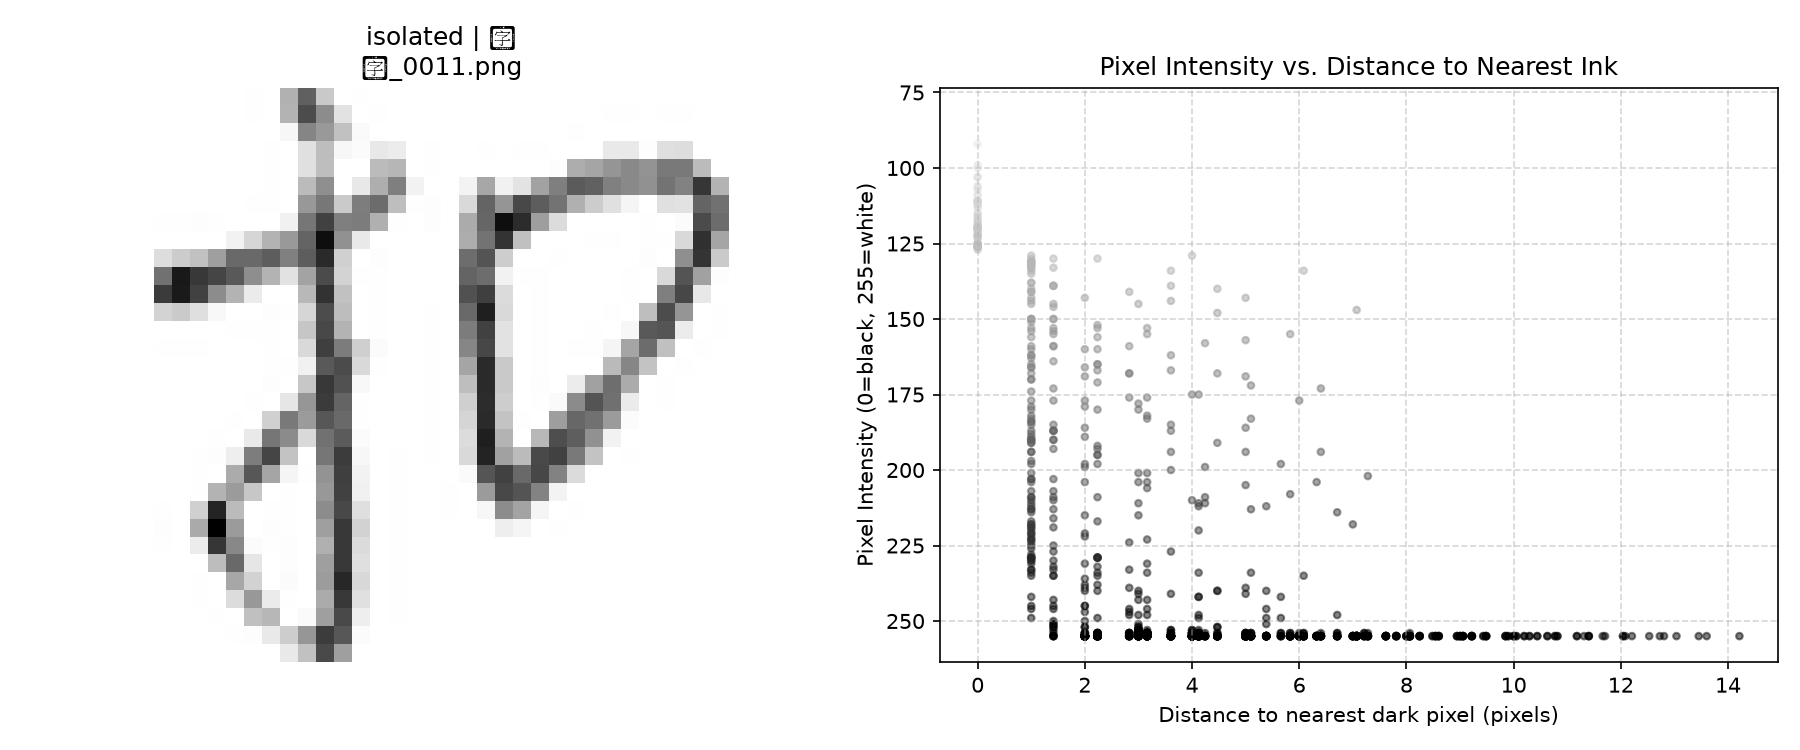 isolated |
_0011.png
Pixel Intensity vs. Distance to Nearest Ink
Pixel Intensity (0=black, 255=white)
75
100
125
150
175
200
225
250
0 2 4 6 8 10 12 14
Distance to nearest dark pixel (pixels)